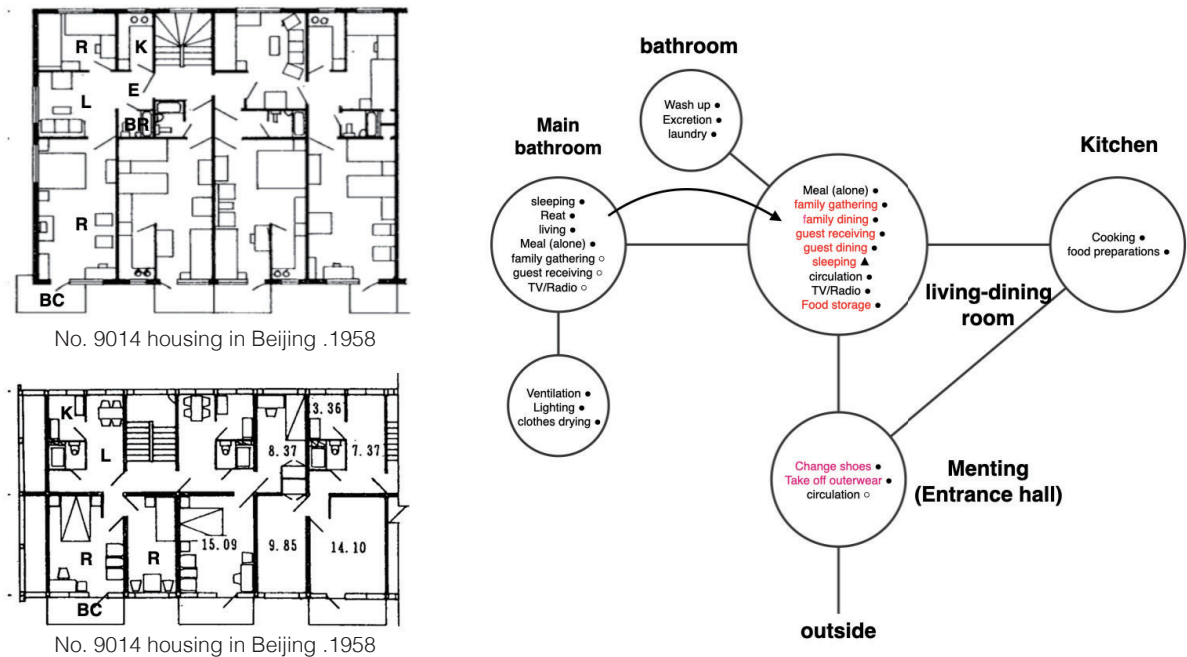 R
K
L
E
BR
R
BC
No. 9014 housing in Beijing .1958
K
L
3.36
8.37
7.37
R
R
15.09
9.85
14.10
BC
No. 9014 housing in Beijing .1958
bathroom
Wash up ●
Excretion ●
laundry ●
Main
bathroom
sleeping ●
Reat ●
living ●
Meal (alone) ●
family gathering ○
guest receiving ○
TV/Radio ○
Ventilation ●
Lighting ●
clothes drying ●
Meal (alone) ●
family gathering ●
family dining ●
guest receiving ●
guest dining ●
sleeping ▲
circulation ●
TV/Radio ●
Food storage ●
living-dining
room
Kitchen
Cooking ●
food preparations ●
Change shoes ●
Take off outerwear ●
circulation ○
Menting
(Entrance hall)
outside